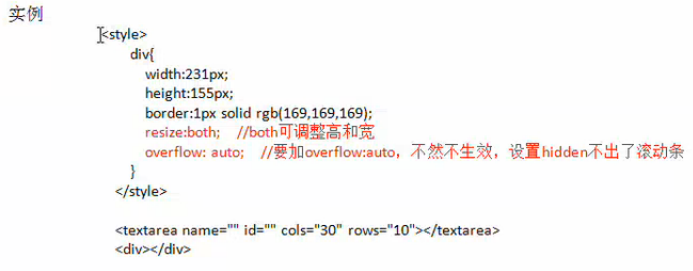 实例
<style>
div{
width:231px;
height:155px;
border:1px solid rgb(169,169,169);
resize:both; //both可调整高和宽
overflow: auto; //要加overflow:auto，不然不生效，设置hidden不出了滚动条
}
</style>
<textarea name="" id="" cols="30" rows="10"></textarea>
<div></div>